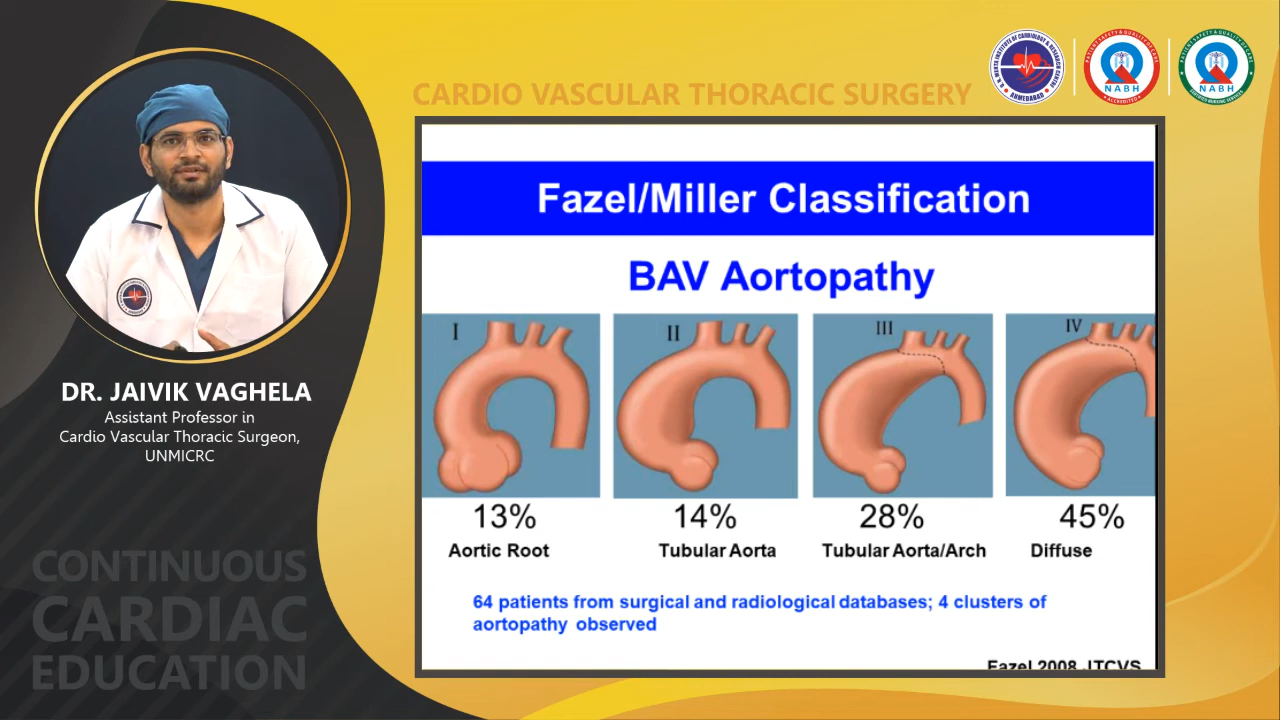 CARDIO VASCULAR THORACIC SURGERY
NABH
NABH
Fazel/Miller Classification
BAV Aortopathy
I
II
III
IV
13%
14%
28%
45%
Aortic Root
Tubular Aorta
Tubular Aorta/Arch
Diffuse
64 patients from surgical and radiological databases; 4 clusters of
aortopathy observed
Fazel 2008 JTCVS
DR. JAIVIK VAGHELA
Assistant Professor in
Cardio Vascular Thoracic Surgeon,
UNMICRC
CONTINUOUS
CARDIAC
EDUCATION